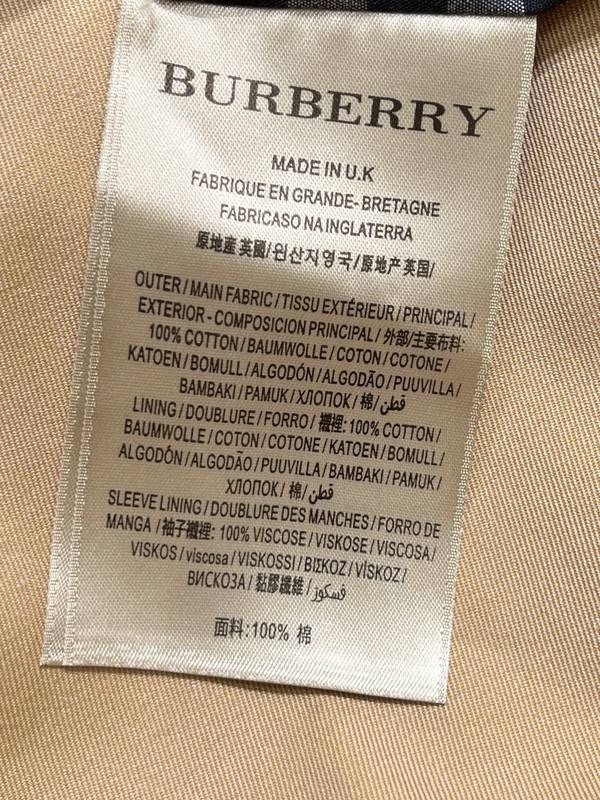 BURBERRY
MADE IN U.K
FABRIQUE EN GRANDE-BRETAGNE
FABRICASO NA INGLATERRA
原地產英國/원산지영국/原地产英国/
OUTER/MAIN FABRIC/TISSU EXTÉRIEUR/PRINCIPAL/
EXTERIOR-COMPOSICION PRINCIPAL/外部/主要布料:
100% COTTON/BAUMWOLLE/COTON/COTONE/
KATOEN/BOMULL/ALGODÓN/ALGODÃO/PUUVILLA/
BAMBAKI/PAMUK/ХЛОПОК/棉/قطن/
LINING/DOUBLURE/FORRO/襯裡:100% COTTON/
BAUMWOLLE/COTON/COTONE/KATOEN/BOMULL/
ALGODÓN/ALGODÃO/PUUVILLA/BAMBAKI/PAMUK/
ХЛОПОК/棉/قطن/
SLEEVE LINING/DOUBLURE DES MANCHES/FORRO DE
MANGA/袖子襯裡: 100% VISCOSE/VISKOSE/VISCOSA/
VISKOS/viscosa/VISKOSSI/ΒΙΣΚΟΖ/VÍSKOZ/
ВИСКОЗА/黏膠纖維/فسكوز/
面料:100% 棉